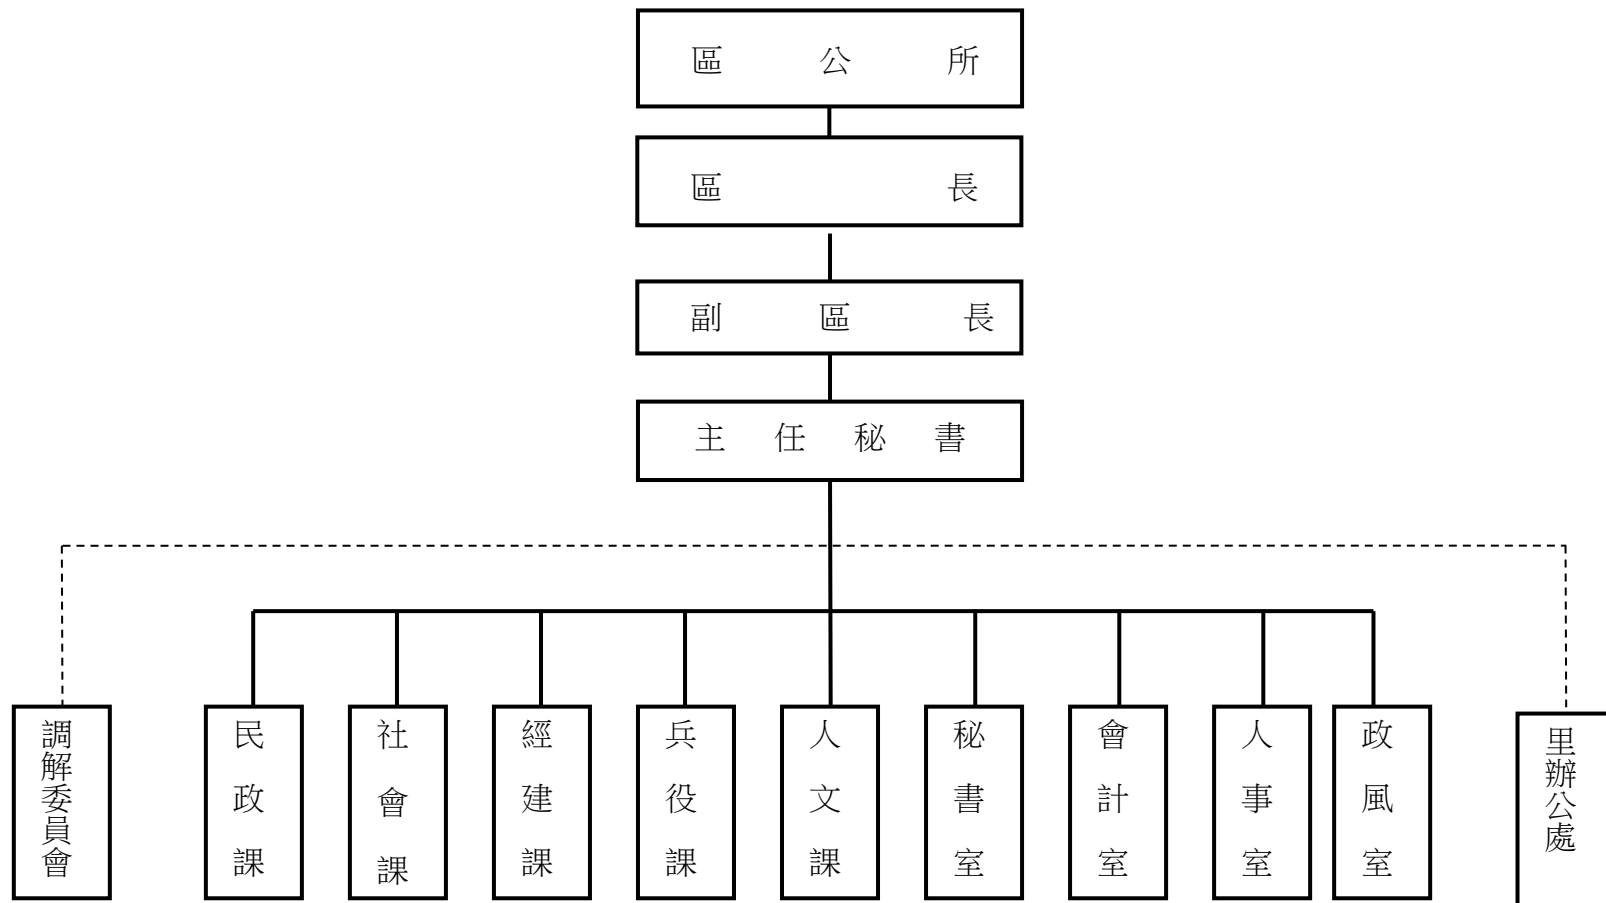 區公所
區長
副區長
主任秘書
調解委員會
民政課
社會課
經建課
兵役課
人文課
秘書室
會計室
人事室
政風室
里辦公處